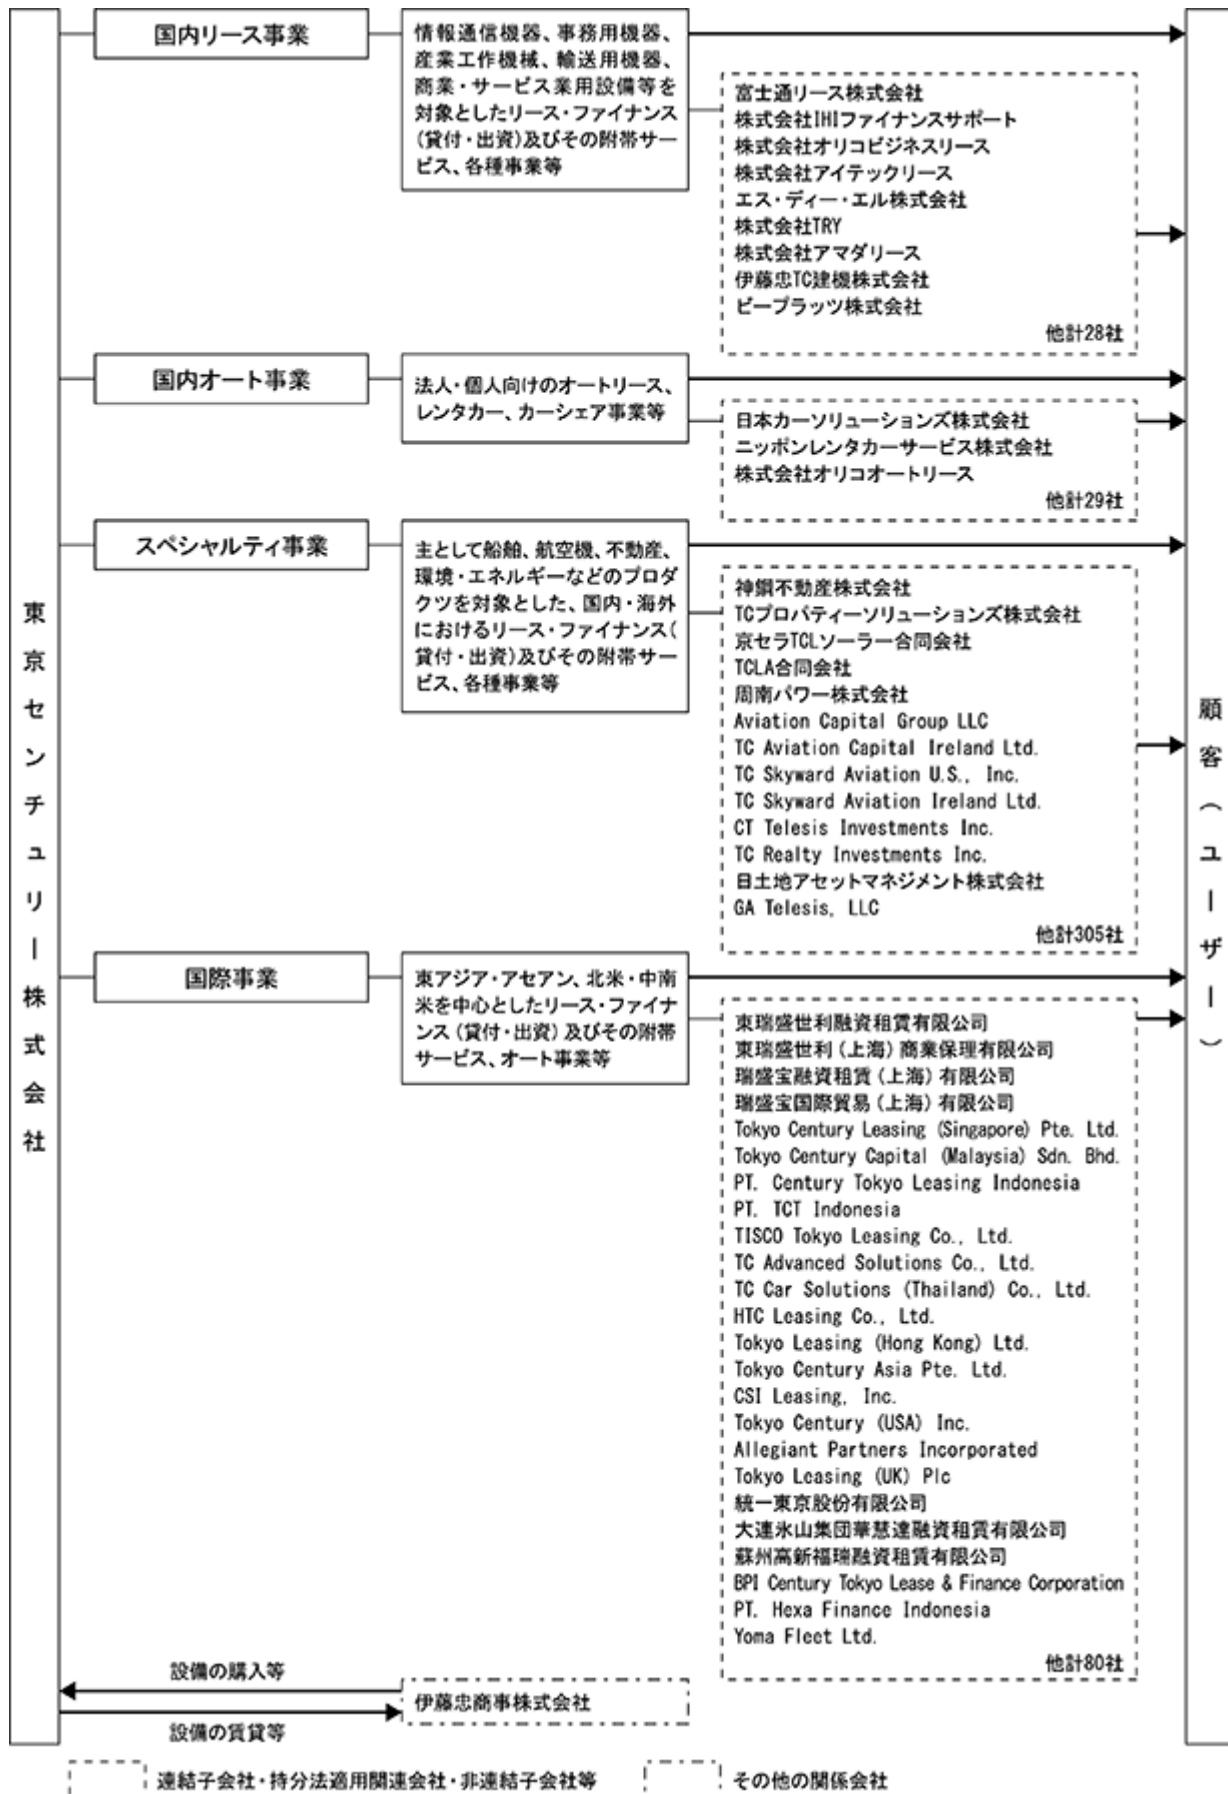 東京センチュリー株式会社
国内リース事業
情報通信機器、事務用機器、
産業工作機械、輸送用機器、
商業・サービス業用設備等を
対象としたリース・ファイナンス
(貸付・出資)及びその附帯サー
ビス、各種事業等
富士通リース株式会社
株式会社IHIファイナンスサポート
株式会社オリコビジネスリース
株式会社アイテックリース
エス・ディー・エル株式会社
株式会社TRY
株式会社アマダリース
伊藤忠TC建機株式会社
ビープラッツ株式会社
他計28社
国内オート事業
法人・個人向けのオートリース、
レンタカー、カーシェア事業等
日本カーソリューションズ株式会社
ニッポンレンタカーサービス株式会社
株式会社オリコオートリース
他計29社
スペシャルティ事業
主として船舶、航空機、不動産、
環境・エネルギーなどのプロダ
クツを対象とした、国内・海外
におけるリース・ファイナンス(
貸付・出資)及びその附帯サー
ビス、各種事業等
神鋼不動産株式会社
TCプロパティーソリューションズ株式会社
京セラTCLソーラー合同会社
TCLA合同会社
周南パワー株式会社
Aviation Capital Group LLC
TC Aviation Capital Ireland Ltd.
TC Skyward Aviation U.S., Inc.
TC Skyward Aviation Ireland Ltd.
CT Telesis Investments Inc.
TC Realty Investments Inc.
日土地アセットマネジメント株式会社
GA Telesis, LLC
他計305社
国際事業
東アジア・アセアン、北米・中南
米を中心としたリース・ファイナ
ンス(貸付・出資)及びその附帯
サービス、オート事業等
東瑞盛世利融資租賃有限公司
東瑞盛世利(上海)商業保理有限公司
瑞盛宝融資租賃(上海)有限公司
瑞盛宝国際貿易(上海)有限公司
Tokyo Century Leasing (Singapore) Pte. Ltd.
Tokyo Century Capital (Malaysia) Sdn. Bhd.
PT. Century Tokyo Leasing Indonesia
PT. TCT Indonesia
TISCO Tokyo Leasing Co., Ltd.
TC Advanced Solutions Co., Ltd.
TC Car Solutions (Thailand) Co., Ltd.
HTC Leasing Co., Ltd.
Tokyo Leasing (Hong Kong) Ltd.
Tokyo Century Asia Pte. Ltd.
CSI Leasing, Inc.
Tokyo Century (USA) Inc.
Allegiant Partners Incorporated
Tokyo Leasing (UK) Plc
統一東京股份有限公司
大連氷山集団華慧達融資租賃有限公司
蘇州高新福瑞融資租賃有限公司
BPI Century Tokyo Lease & Finance Corporation
PT. Hexa Finance Indonesia
Yoma Fleet Ltd.
他計80社
顧客(ユーザー)
設備の購入等
伊藤忠商事株式会社
設備の賃貸等
連結子会社・持分法適用関連会社・非連結子会社等
その他の関係会社